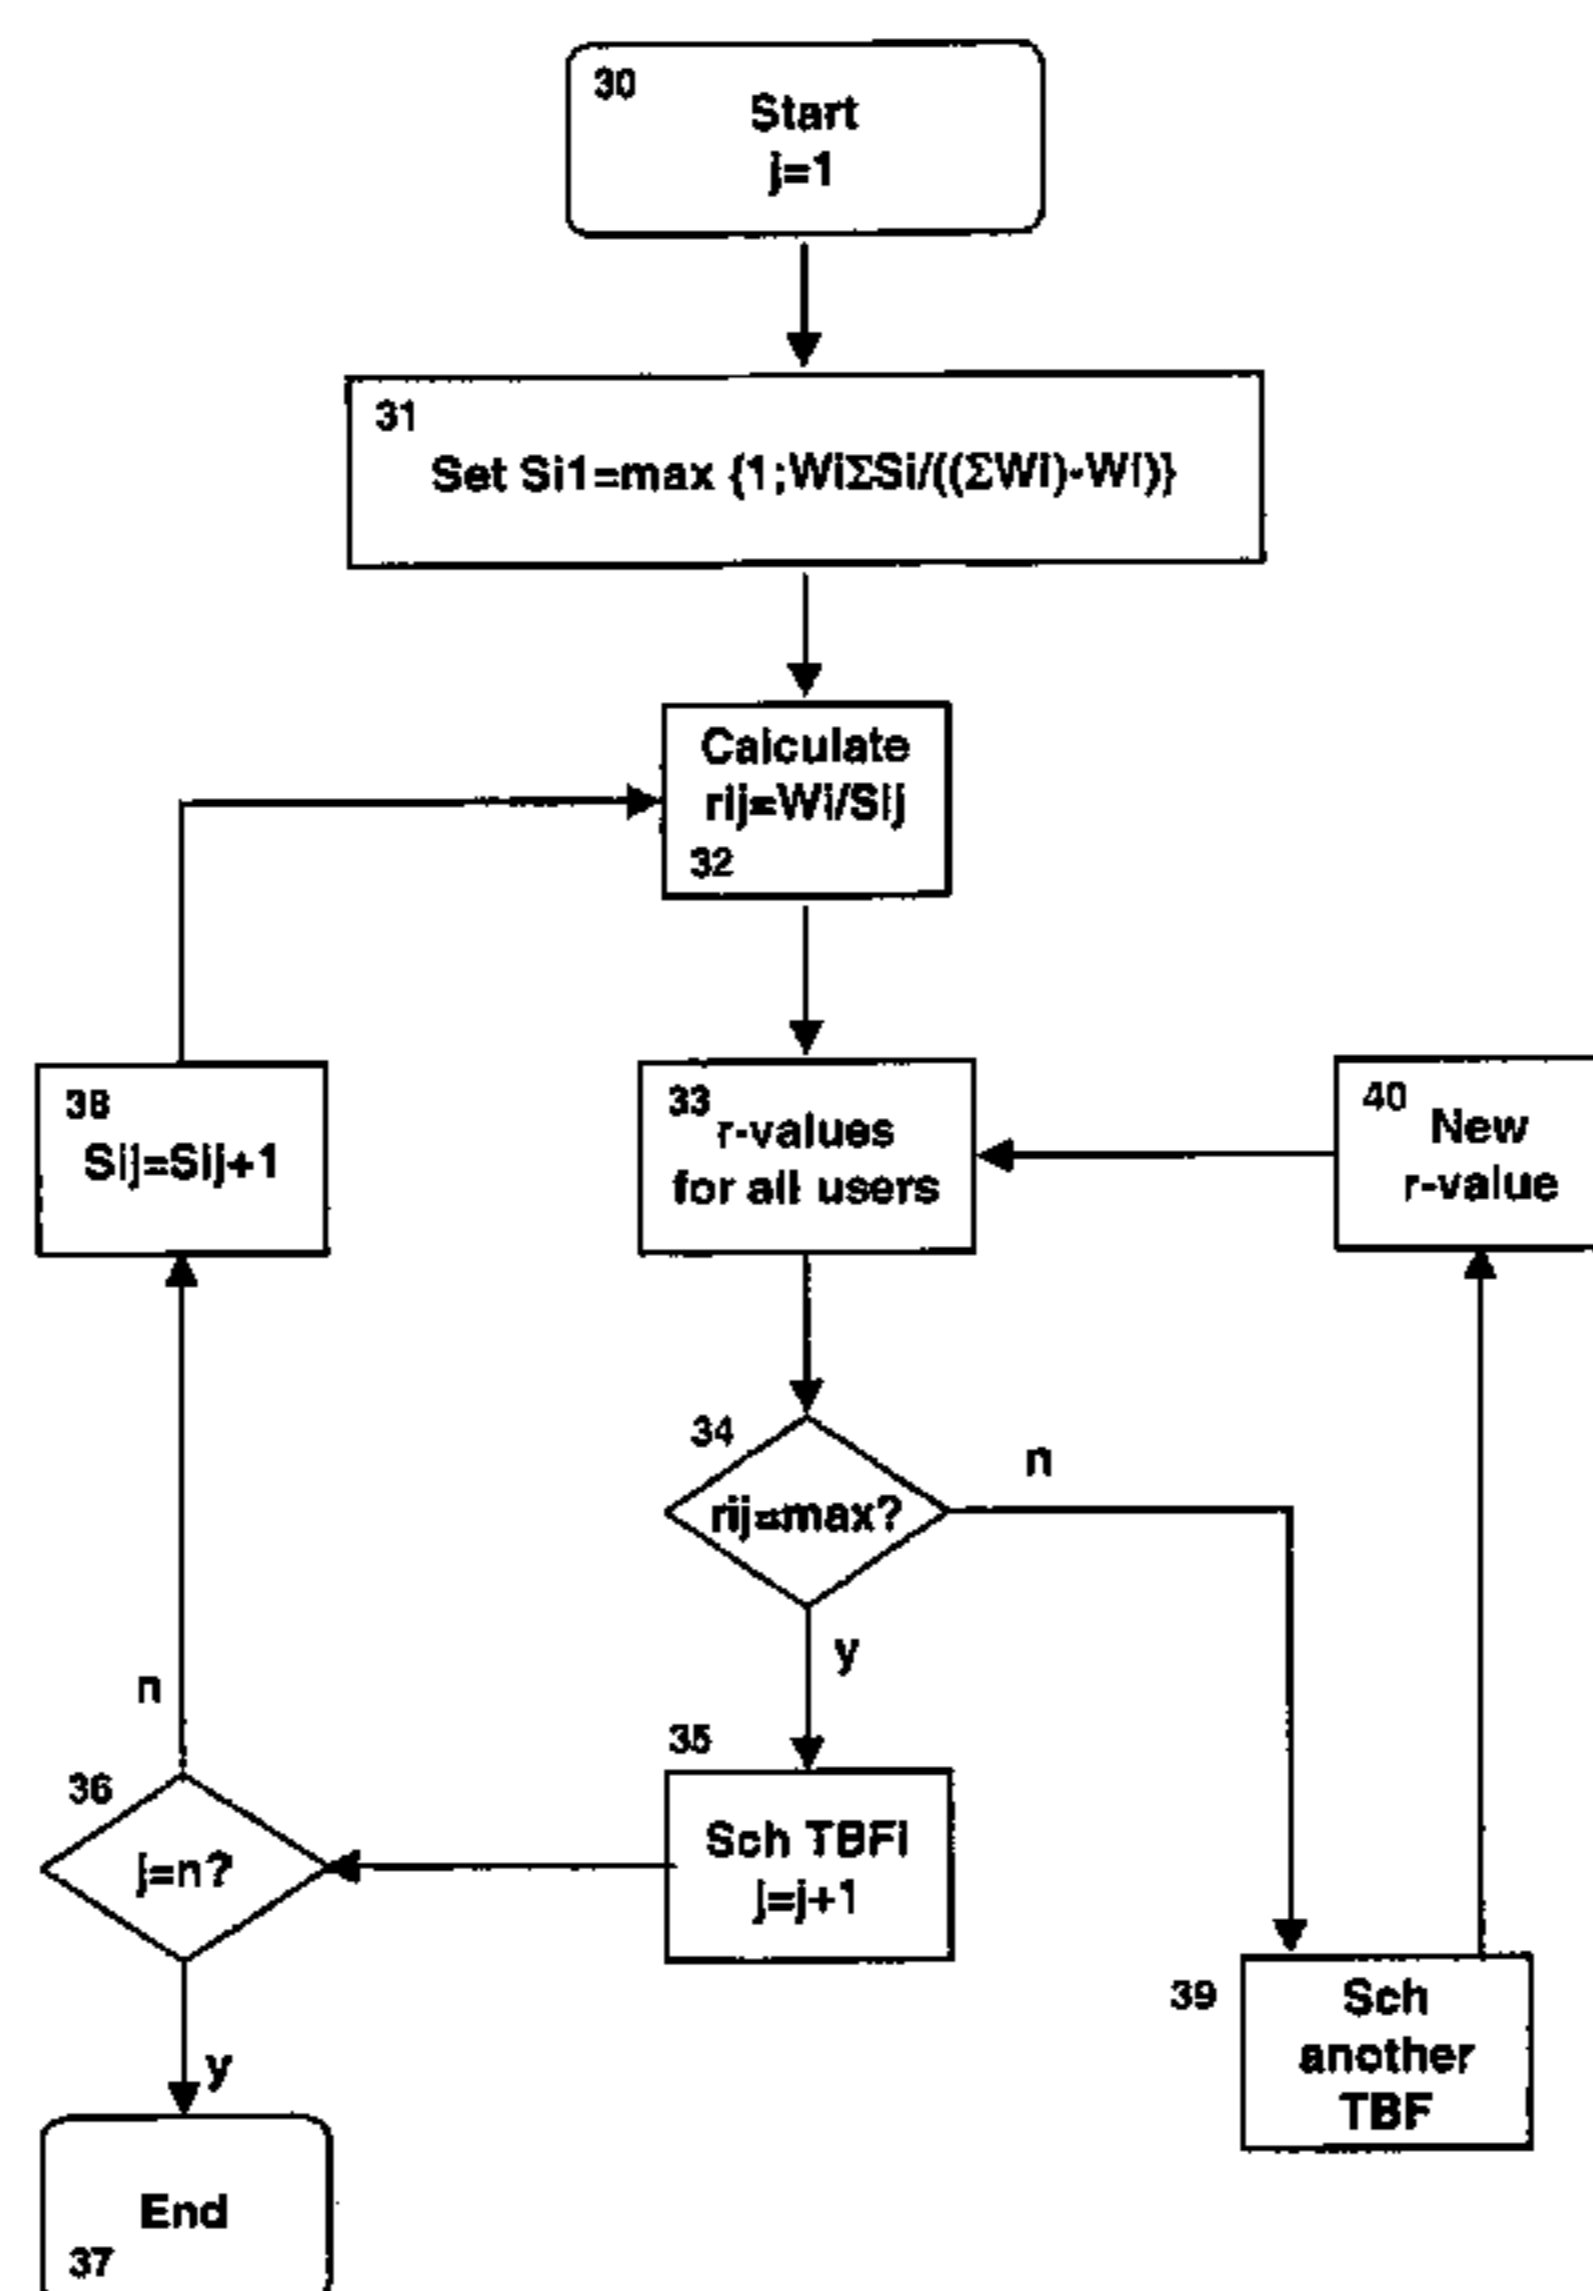 30
Start
j=1
31
Set Si1=max {1;WiΣSi/((ΣWi)-Wi)}
Calculate
rij=Wi/Sij
32
38
Sij=Sij+1
33
r-values
for all users
40
New
r-value
34
rij=max?
n
y
n
35
Sch TBFi
j=j+1
36
j=n?
39
Sch
another
TBF
y
End
37